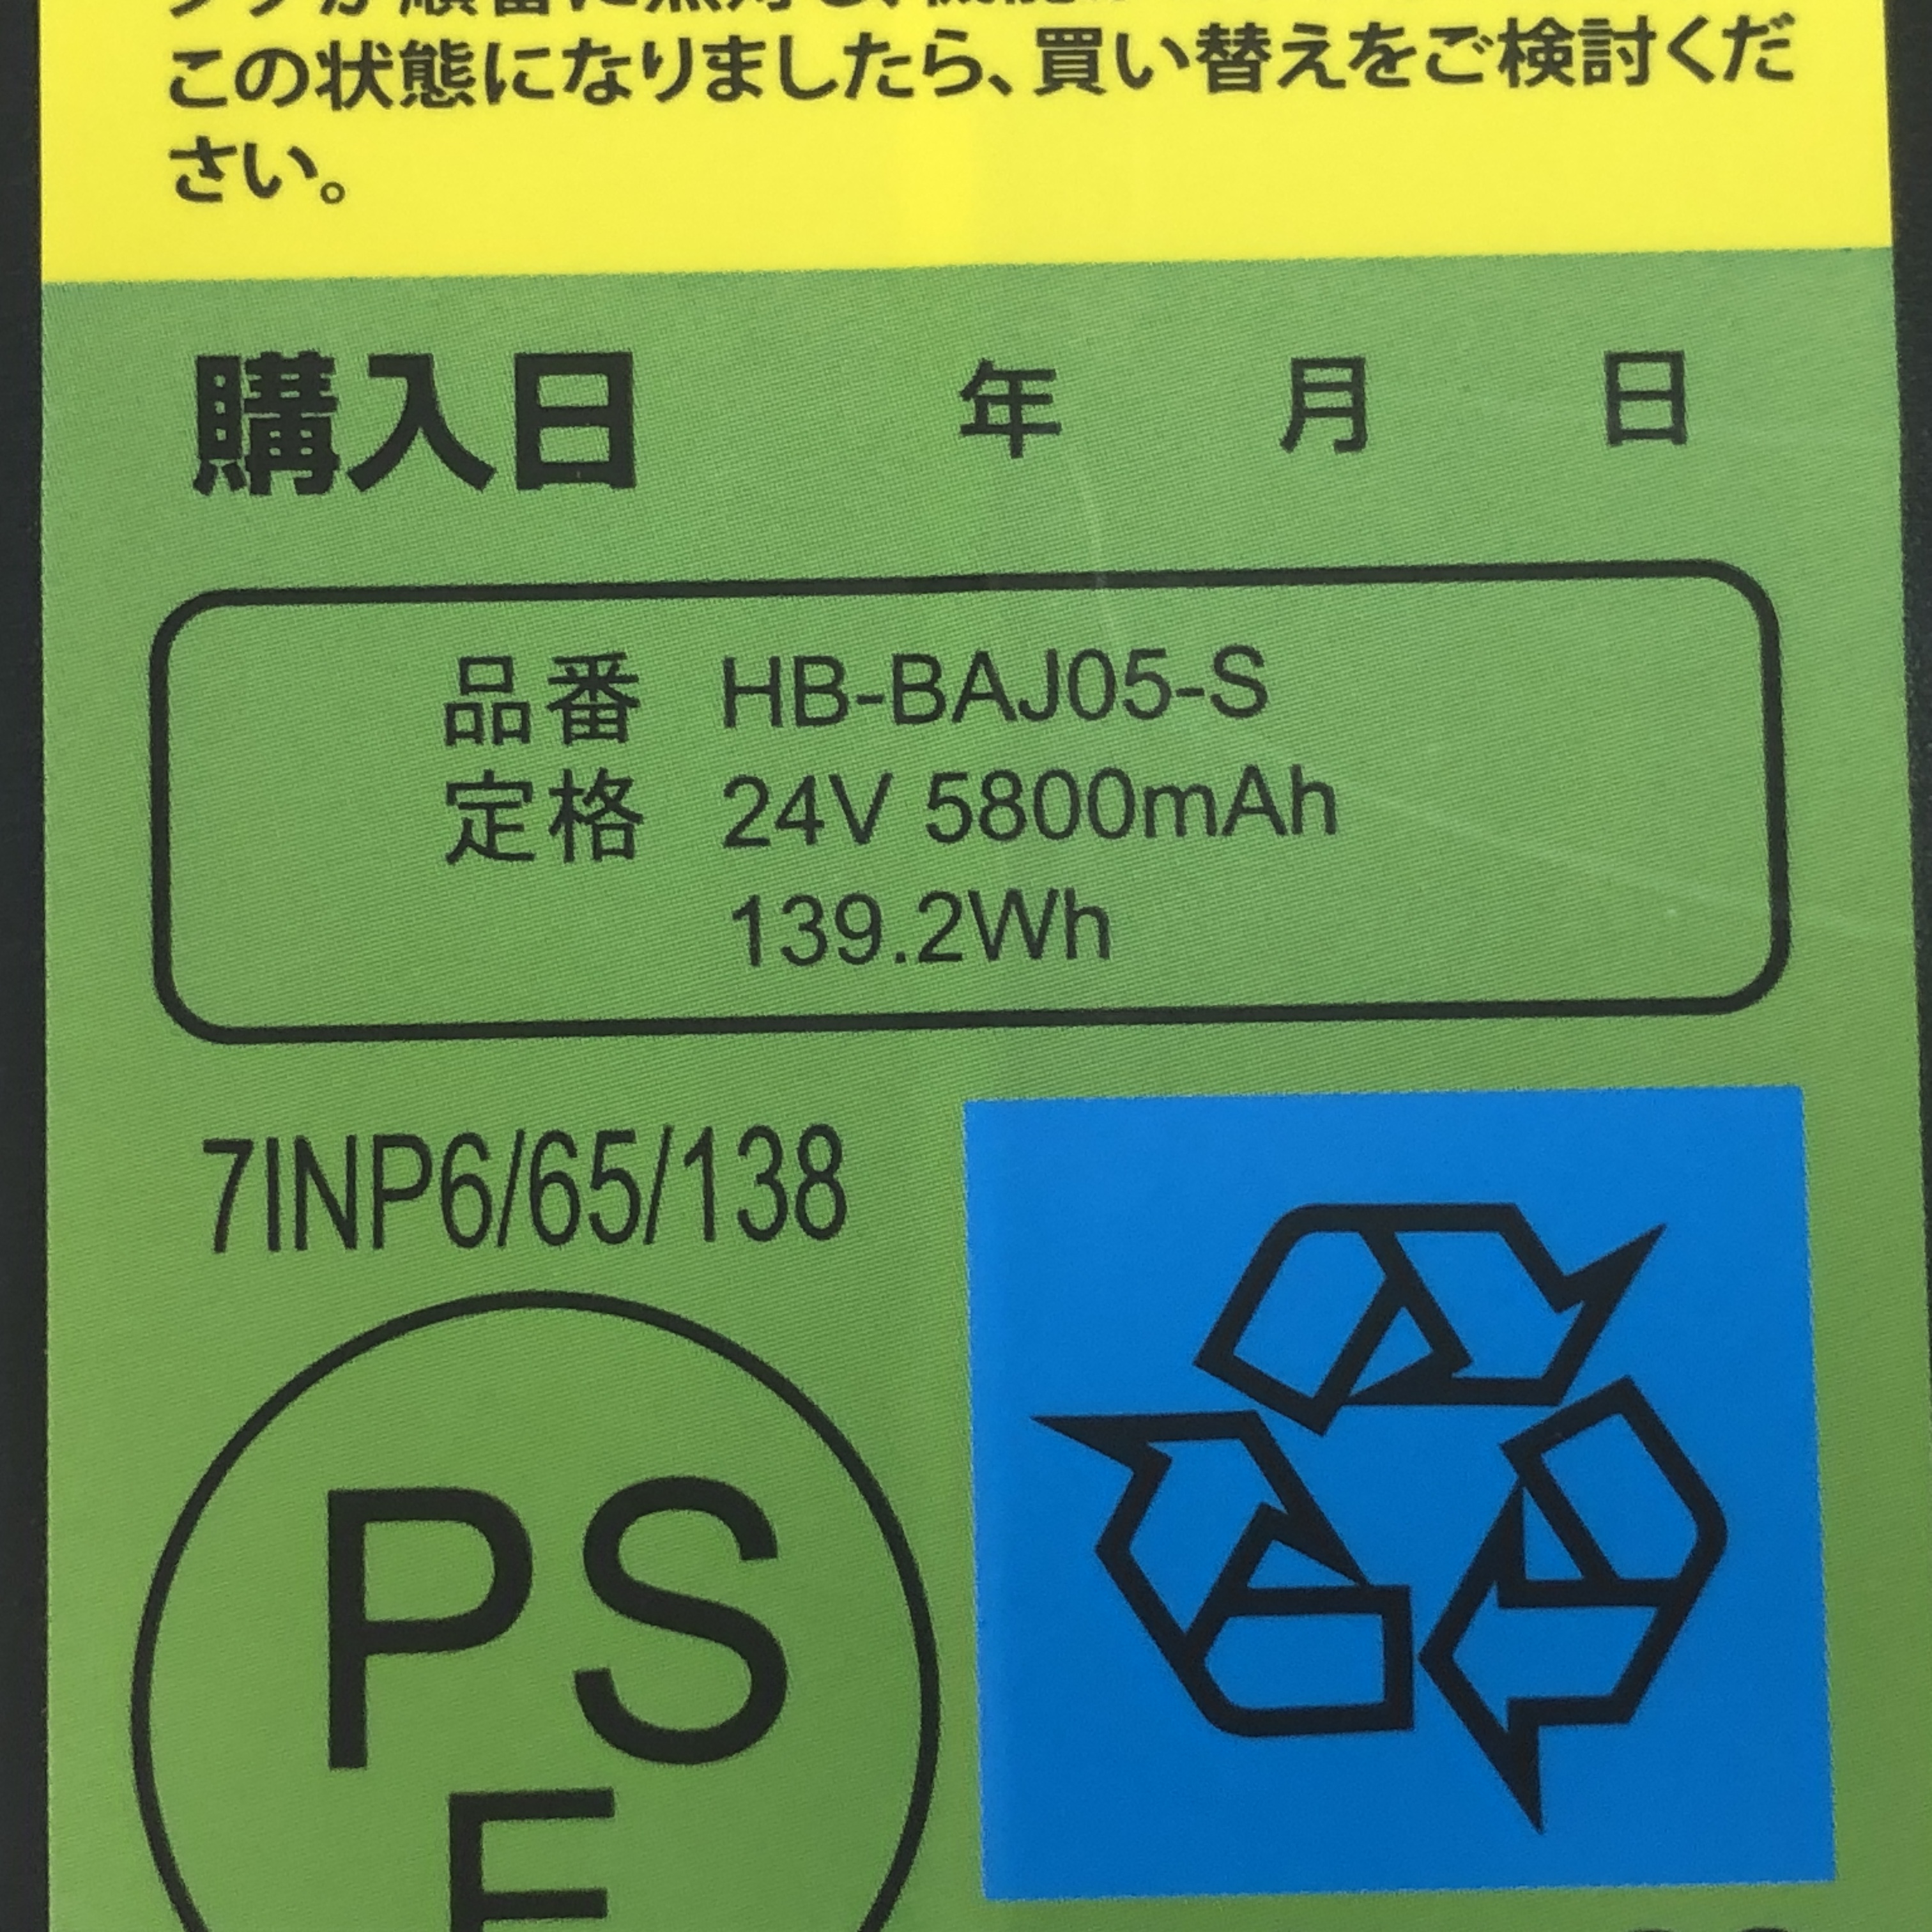 この状態になりましたら、買い替えをご検討くだ
さい。
購入日 年 月 日
品番 HB-BAJ05-S
定格 24V 5800mAh
139.2Wh
7INP6/65/138
PS
E